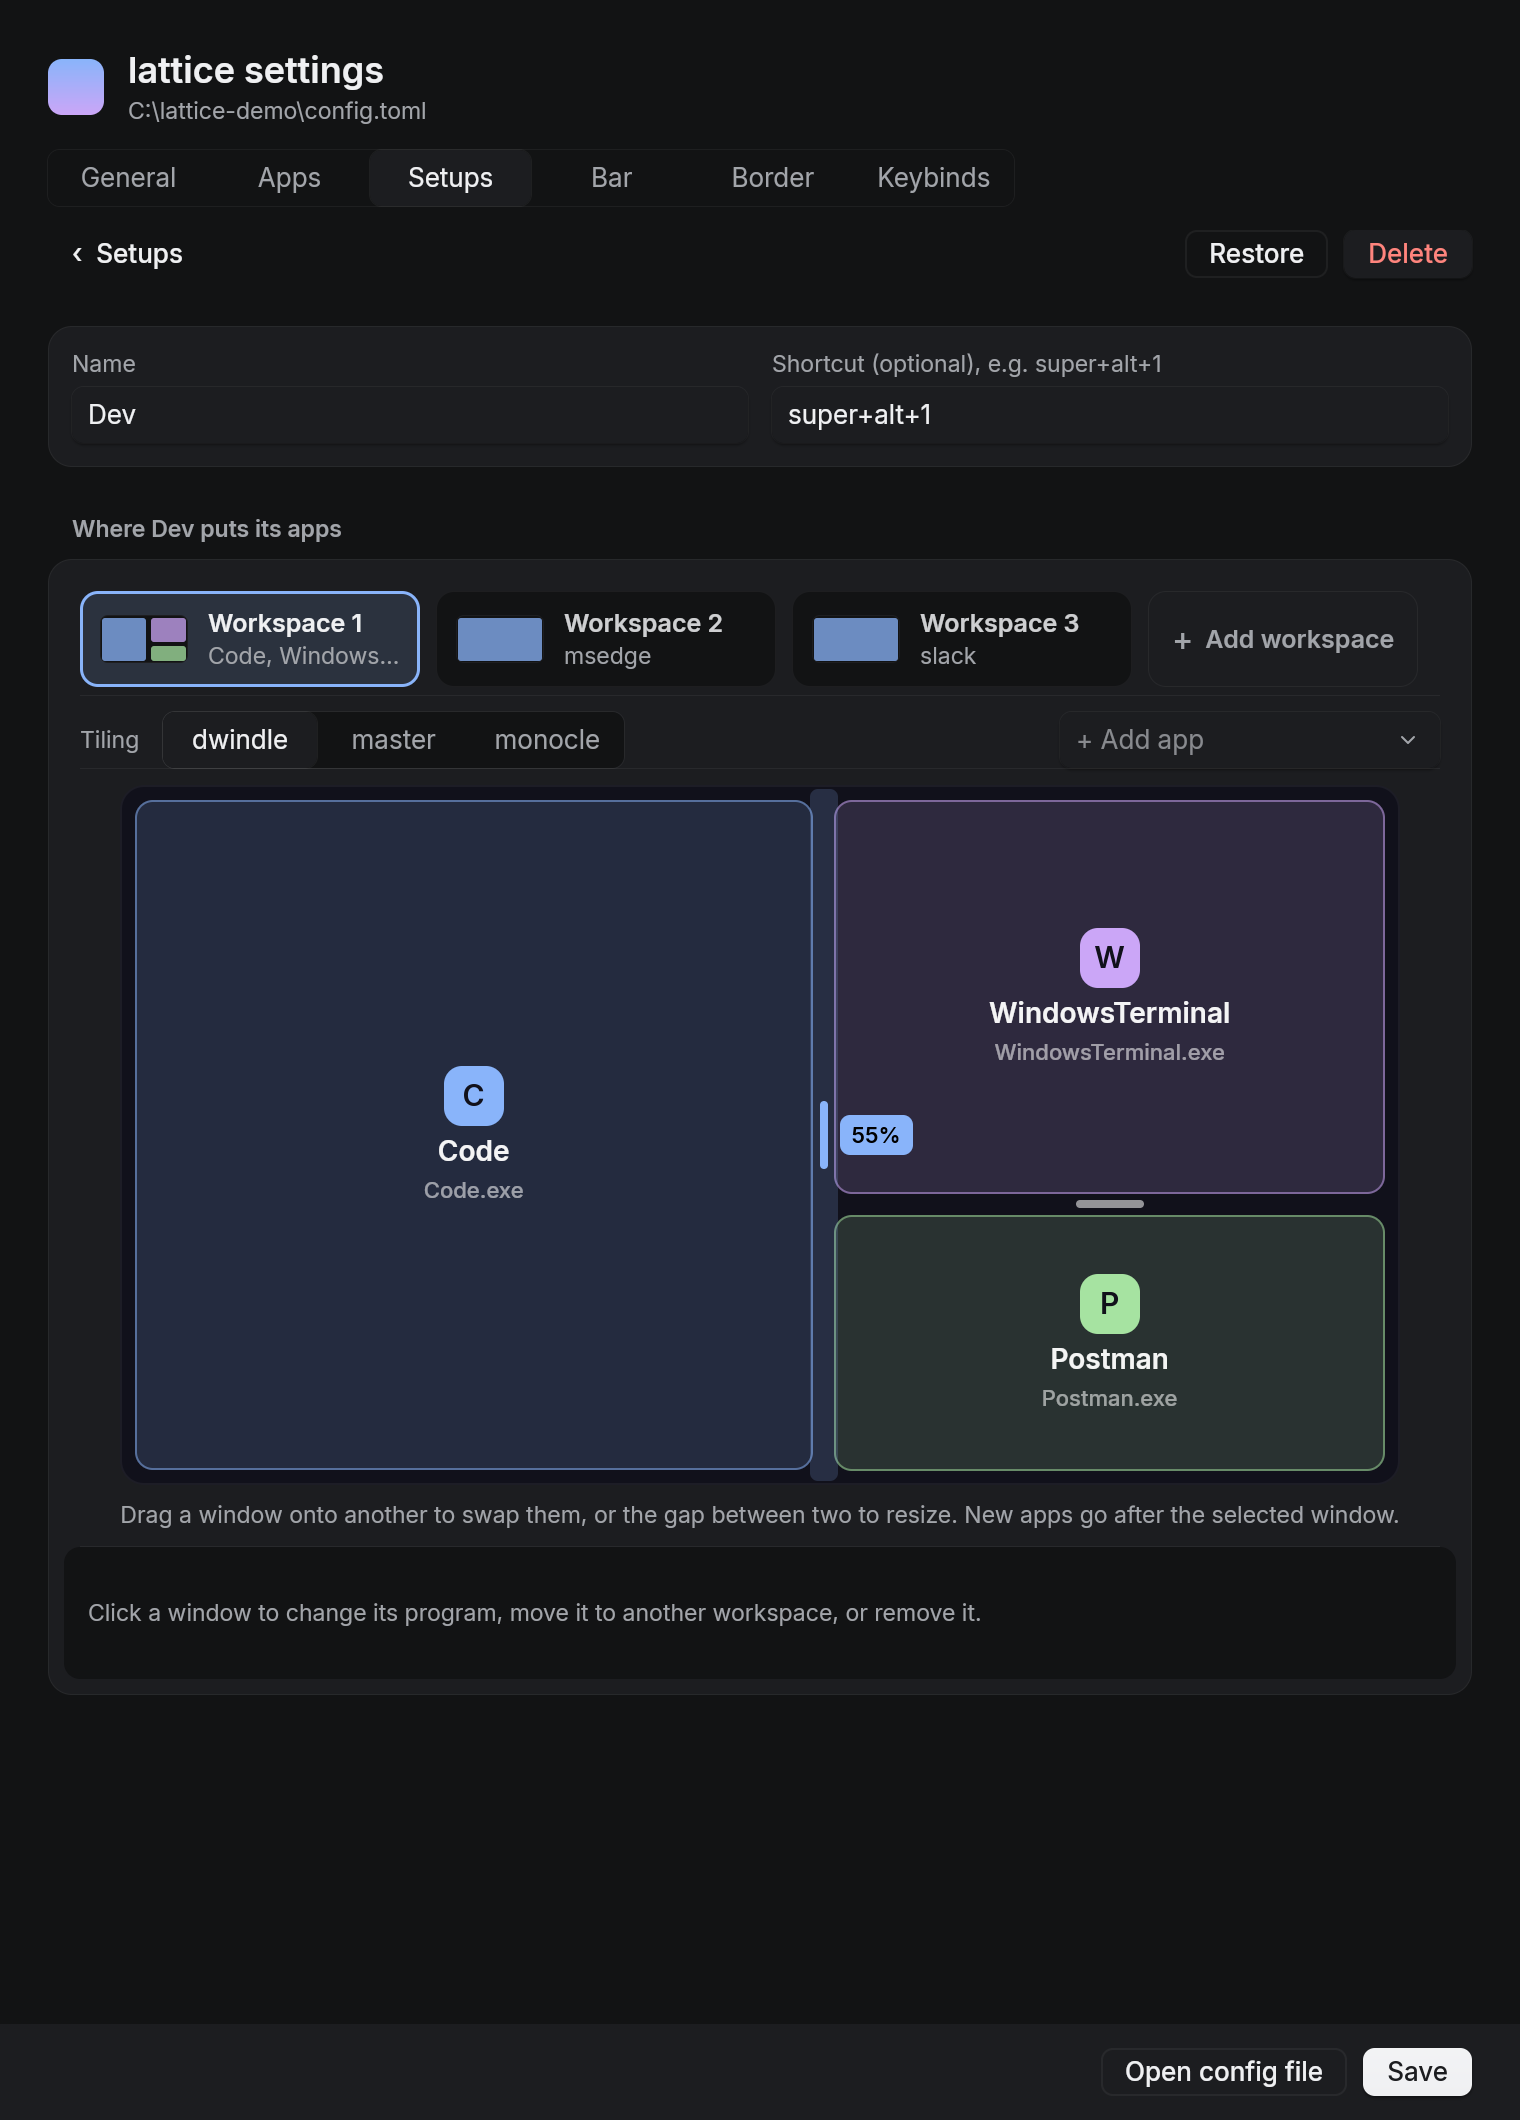 lattice settings
C:\lattice-demo\config.toml
General Apps Setups Bar Border Keybinds
‹ Setups Restore Delete
Name Shortcut (optional), e.g. super+alt+1
Dev super+alt+1
Where Dev puts its apps
Workspace 1 Workspace 2 Workspace 3 + Add workspace
Code, Windows... msedge slack
Tiling dwindle master monocle + Add app
W
WindowsTerminal
WindowsTerminal.exe
C
Code
Code.exe
55%
P
Postman
Postman.exe
Drag a window onto another to swap them, or the gap between two to resize. New apps go after the selected window.
Click a window to change its program, move it to another workspace, or remove it.
Open config file Save